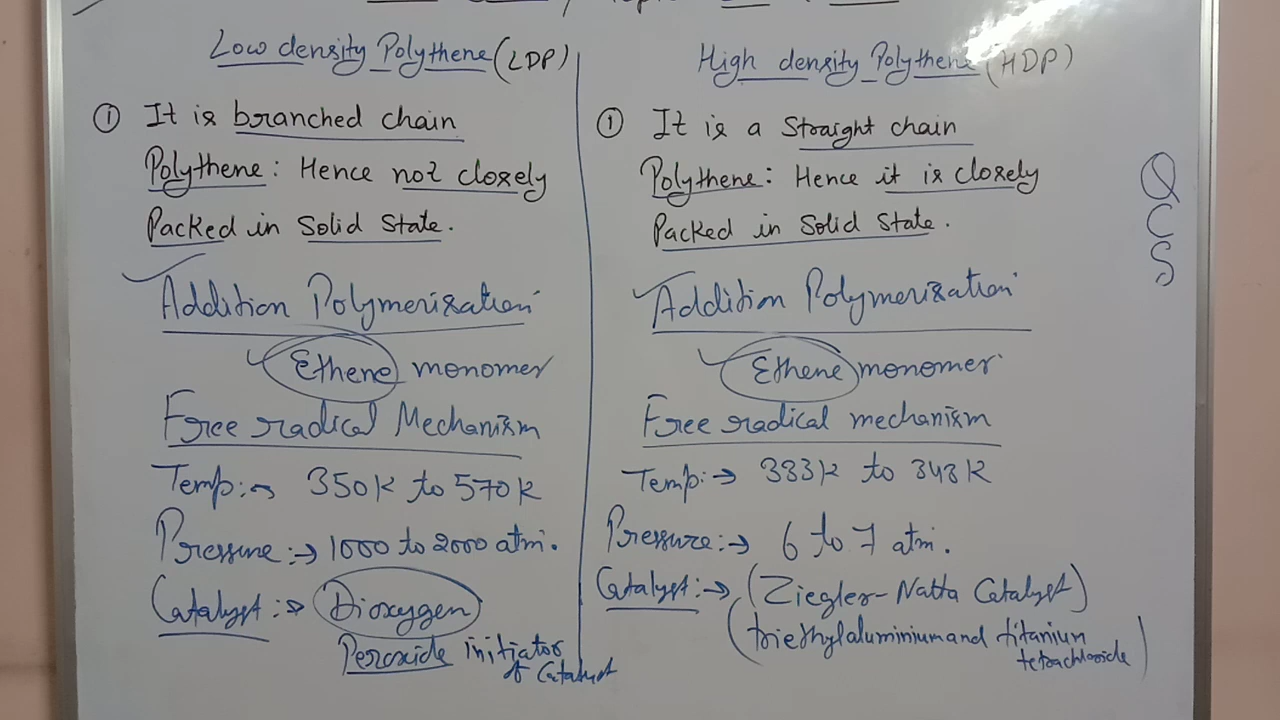 Low density Polythene (LDP)
① It is branched chain
Polythene: Hence not closely
Packed in Solid State.
Addition Polymerization
Ethene monomer
Free radical Mechanism
Temp:→ 350K to 570K
Pressure:→ 1000 to 2000 atm.
Catalyst:→ Dioxygen
Peroxide initiator
Catalyst
High density Polythene (HDP)
① It is a Straight chain
Polythene: Hence it is closely
Packed in Solid State.
Addition Polymerization
Ethene monomer
Free radical mechanism
Temp:→ 333K to 343K
Pressure:→ 6 to 7 atm.
Catalyst:→ (Ziegler-Natta Catalyst)
(triethylaluminium and titanium
tetrachloride)
Q
C
S